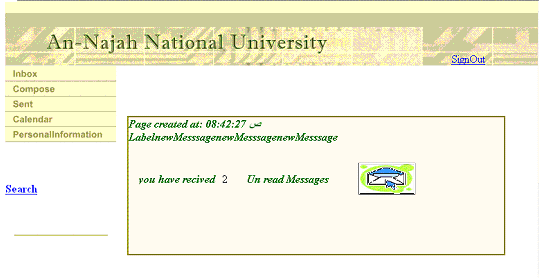 An-Najah National University
SignOut
Inbox
Compose
Sent
Calendar
PersonalInformation
Search
Page created at: 08:42:27 ص
LabelnewMesssagenewMesssagenewMesssage
you have recived 2 Un read Messages